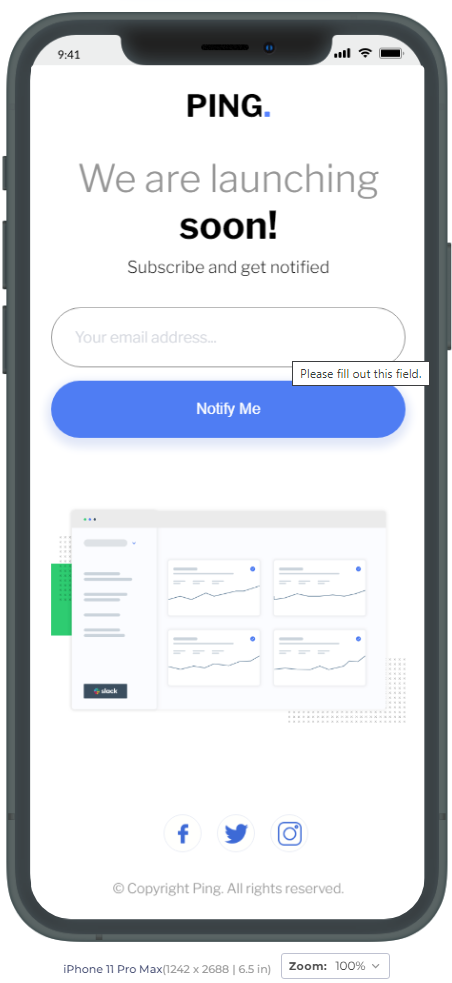 9:41
PING.
We are launching
soon!
Subscribe and get notified
Your email address...
Please fill out this field.
Notify Me
slack
© Copyright Ping. All rights reserved.
iPhone 11 Pro Max(1242 x 2688 | 6.5 in) Zoom: 100%